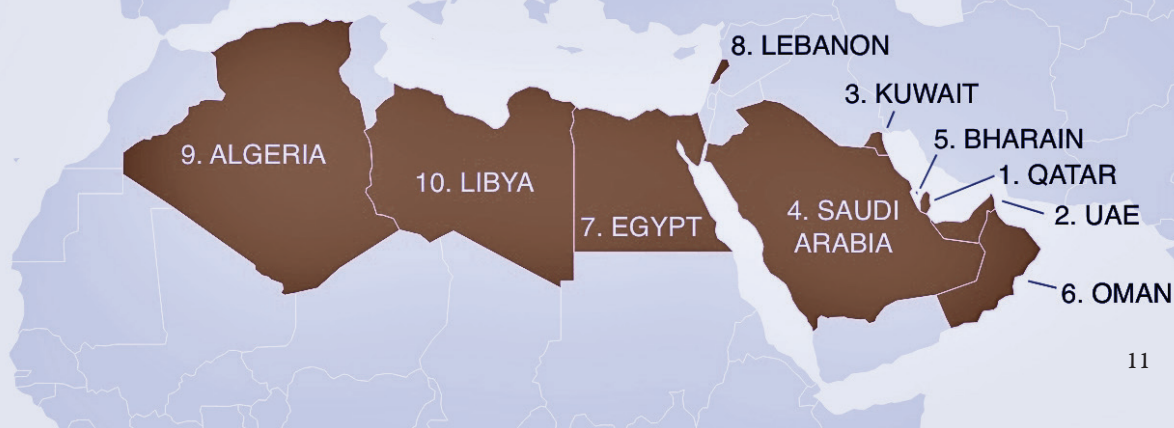 8. LEBANON
3. KUWAIT
5. BHARAIN
9. ALGERIA
1. QATAR
10. LIBYA
4. SAUDI
ARABIA
2. UAE
7. EGYPT
6. OMAN
11